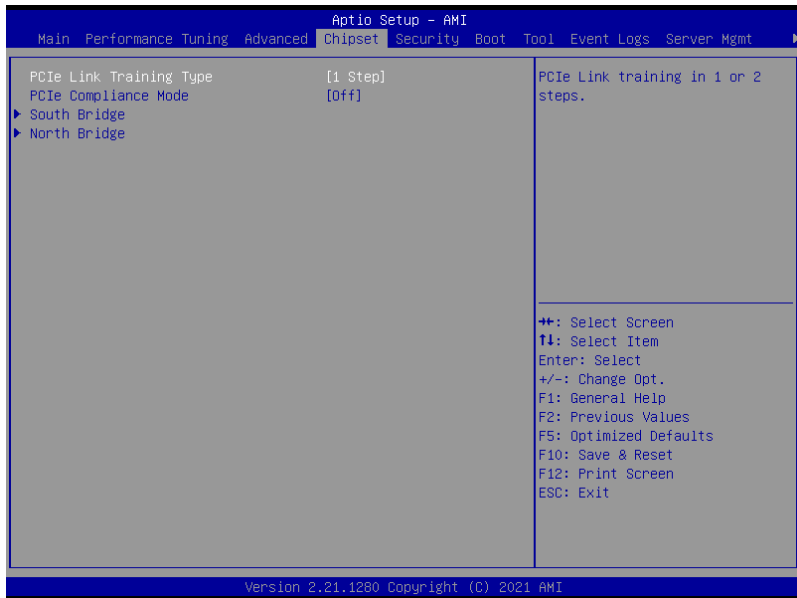 Aptio Setup - AMI
Main Performance Tuning Advanced Chipset Security Boot Tool Event Logs Server Mgmt
PCIe Link Training Type [1 Step]
PCIe Compliance Mode [Off]
South Bridge
North Bridge
PCIe Link training in 1 or 2
steps.
→←: Select Screen
↑↓: Select Item
Enter: Select
+/-: Change Opt.
F1: General Help
F2: Previous Values
F5: Optimized Defaults
F10: Save & Reset
F12: Print Screen
ESC: Exit
Version 2.21.1280 Copyright (C) 2021 AMI